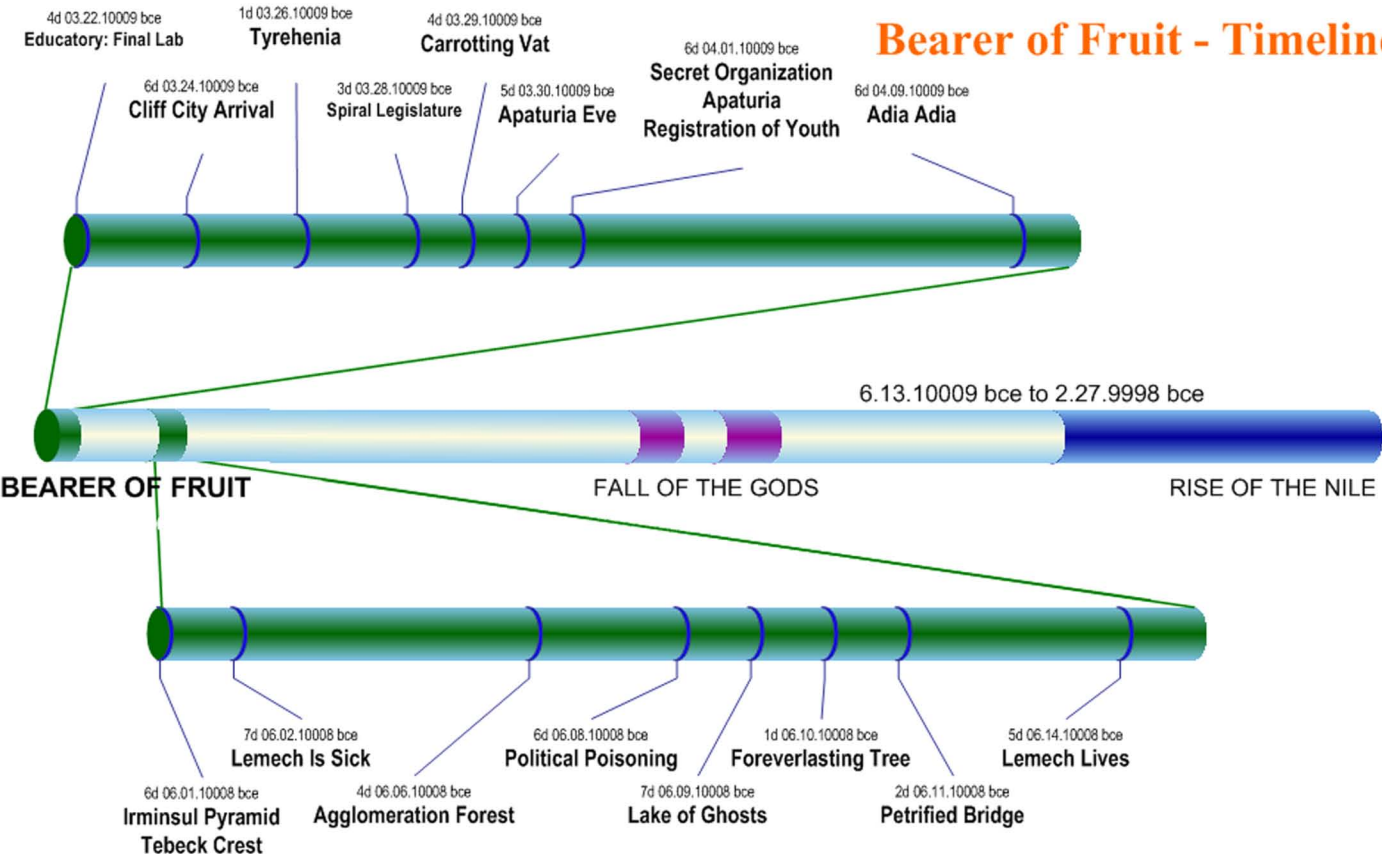 Bearer of Fruit - Timeline
4d 03.22.10009 bce
Educatory: Final Lab
6d 03.24.10009 bce
Cliff City Arrival
1d 03.26.10009 bce
Tyrehenia
3d 03.28.10009 bce
Spiral Legislature
4d 03.29.10009 bce
Carrotting Vat
5d 03.30.10009 bce
Apaturia Eve
6d 04.01.10009 bce
Secret Organization
Apaturia
Registration of Youth
6d 04.09.10009 bce
Adia Adia
6.13.10009 bce to 2.27.9998 bce
BEARER OF FRUIT
FALL OF THE GODS
RISE OF THE NILE
6d 06.01.10008 bce
Irminsul Pyramid
Tebeck Crest
7d 06.02.10008 bce
Lemech Is Sick
4d 06.06.10008 bce
Agglomeration Forest
6d 06.08.10008 bce
Political Poisoning
7d 06.09.10008 bce
Lake of Ghosts
1d 06.10.10008 bce
Foreverlasting Tree
2d 06.11.10008 bce
Petrified Bridge
5d 06.14.10008 bce
Lemech Lives